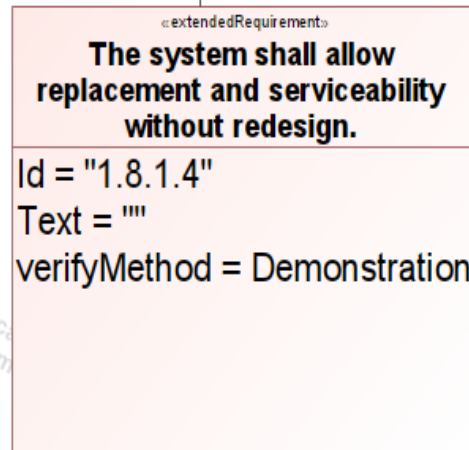 «extendedRequirement»
The system shall allow
replacement and serviceability
without redesign.
Id = "1.8.1.4"
Text = ""
verifyMethod = Demonstration